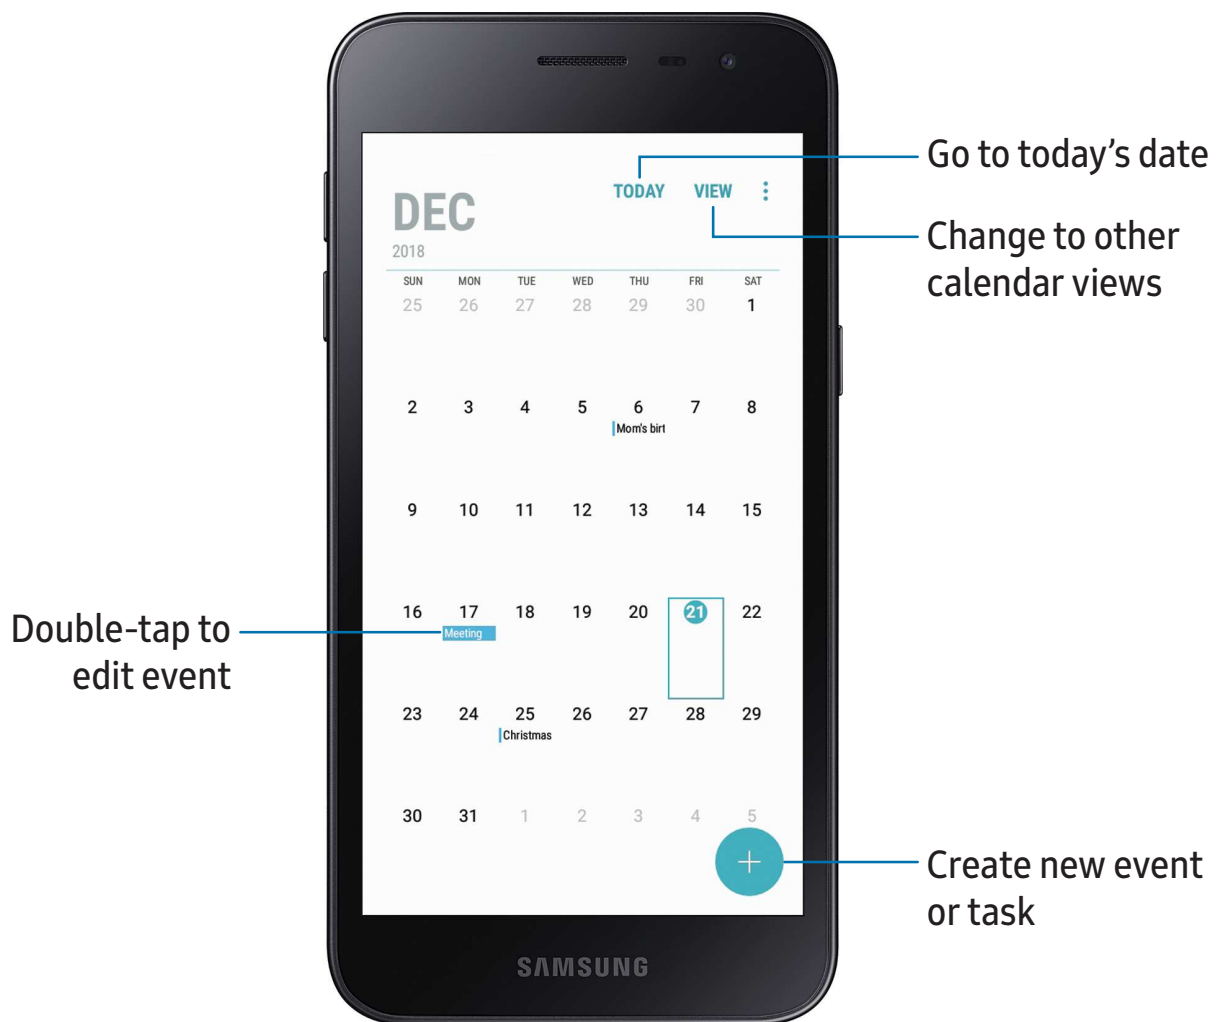 Go to today's date
TODAY VIEW
DEC
Change to other
calendar views
2018
SUN MON TUE WED THU FRI SAT
25 26 27 28 29 30 1
2 3 4 5 6 7 8
Mom's birt
9 10 11 12 13 14 15
16 17 18 19 20 21 22
Meeting
Double-tap to
edit event
23 24 25 26 27 28 29
Christmas
30 31 1 2 3 4 5
+
Create new event
or task
SAMSUNG